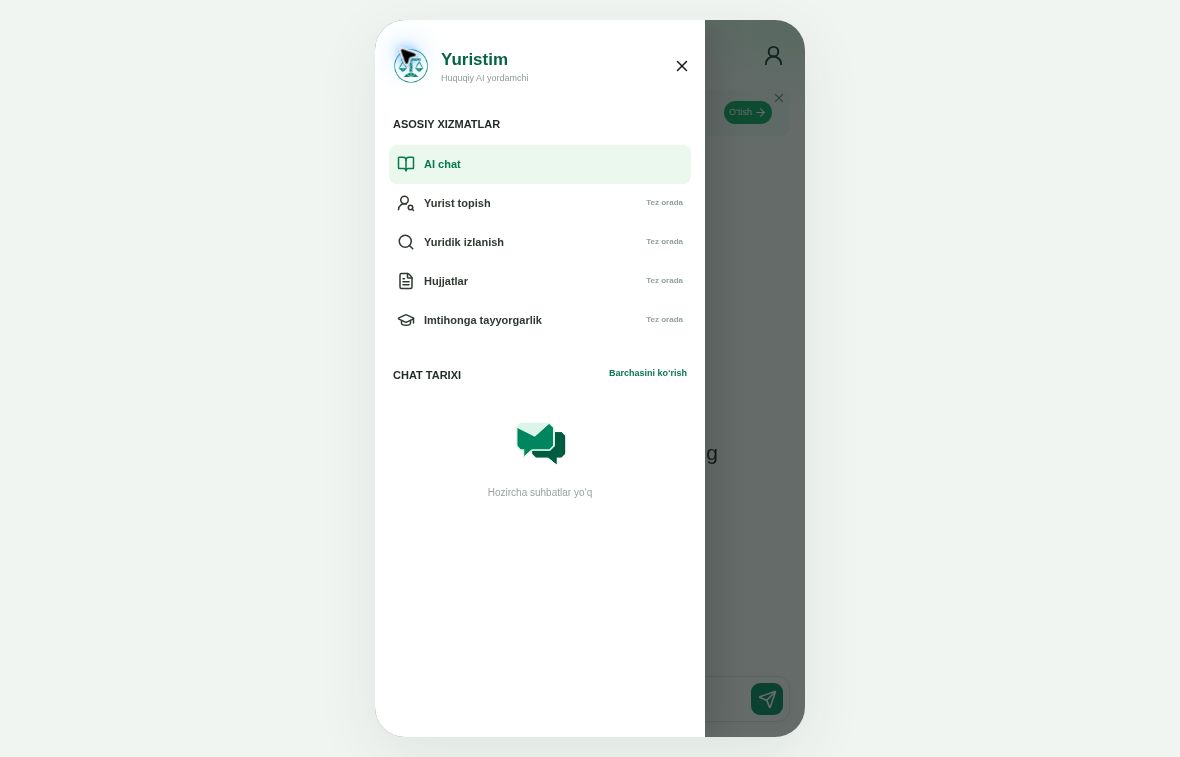 Yuristim
Huquqiy AI yordamchi
O'tish
ASOSIY XIZMATLAR
AI chat
Yurist topish
Tez orada
Yuridik izlanish
Tez orada
Hujjatlar
Tez orada
Imtihonga tayyorgarlik
Tez orada
CHAT TARIXI
Barchasini ko'rish
g
Hozircha suhbatlar yo'q